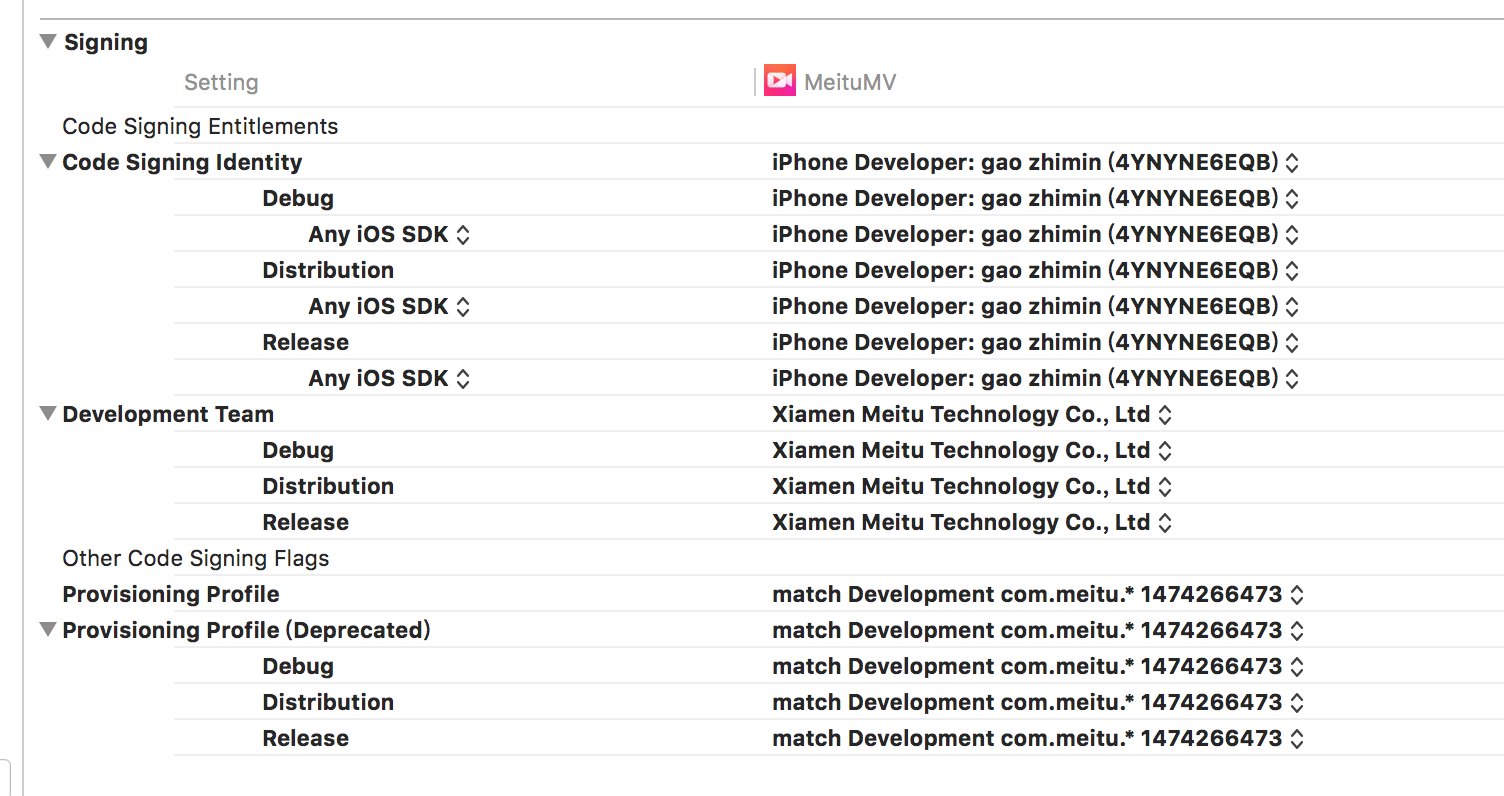 Signing
Setting MeituMV
Code Signing Entitlements
Code Signing Identity iPhone Developer: gao zhimin (4YNYNE6EQB)
Debug iPhone Developer: gao zhimin (4YNYNE6EQB)
Any iOS SDK iPhone Developer: gao zhimin (4YNYNE6EQB)
Distribution iPhone Developer: gao zhimin (4YNYNE6EQB)
Any iOS SDK iPhone Developer: gao zhimin (4YNYNE6EQB)
Release iPhone Developer: gao zhimin (4YNYNE6EQB)
Any iOS SDK iPhone Developer: gao zhimin (4YNYNE6EQB)
Development Team Xiamen Meitu Technology Co., Ltd
Debug Xiamen Meitu Technology Co., Ltd
Distribution Xiamen Meitu Technology Co., Ltd
Release Xiamen Meitu Technology Co., Ltd
Other Code Signing Flags
Provisioning Profile match Development com.meitu.* 1474266473
Provisioning Profile (Deprecated) match Development com.meitu.* 1474266473
Debug match Development com.meitu.* 1474266473
Distribution match Development com.meitu.* 1474266473
Release match Development com.meitu.* 1474266473